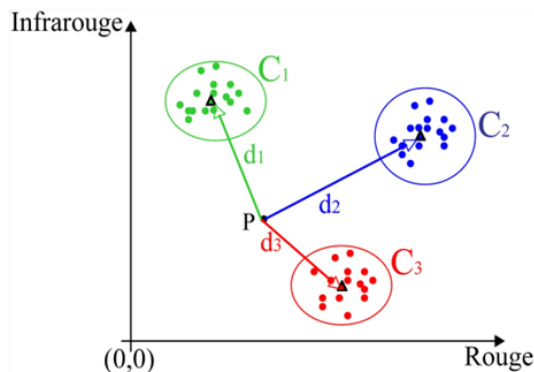 Infrarouge
C1
C2
d1
d2
P
d3
C3
(0,0)
Rouge